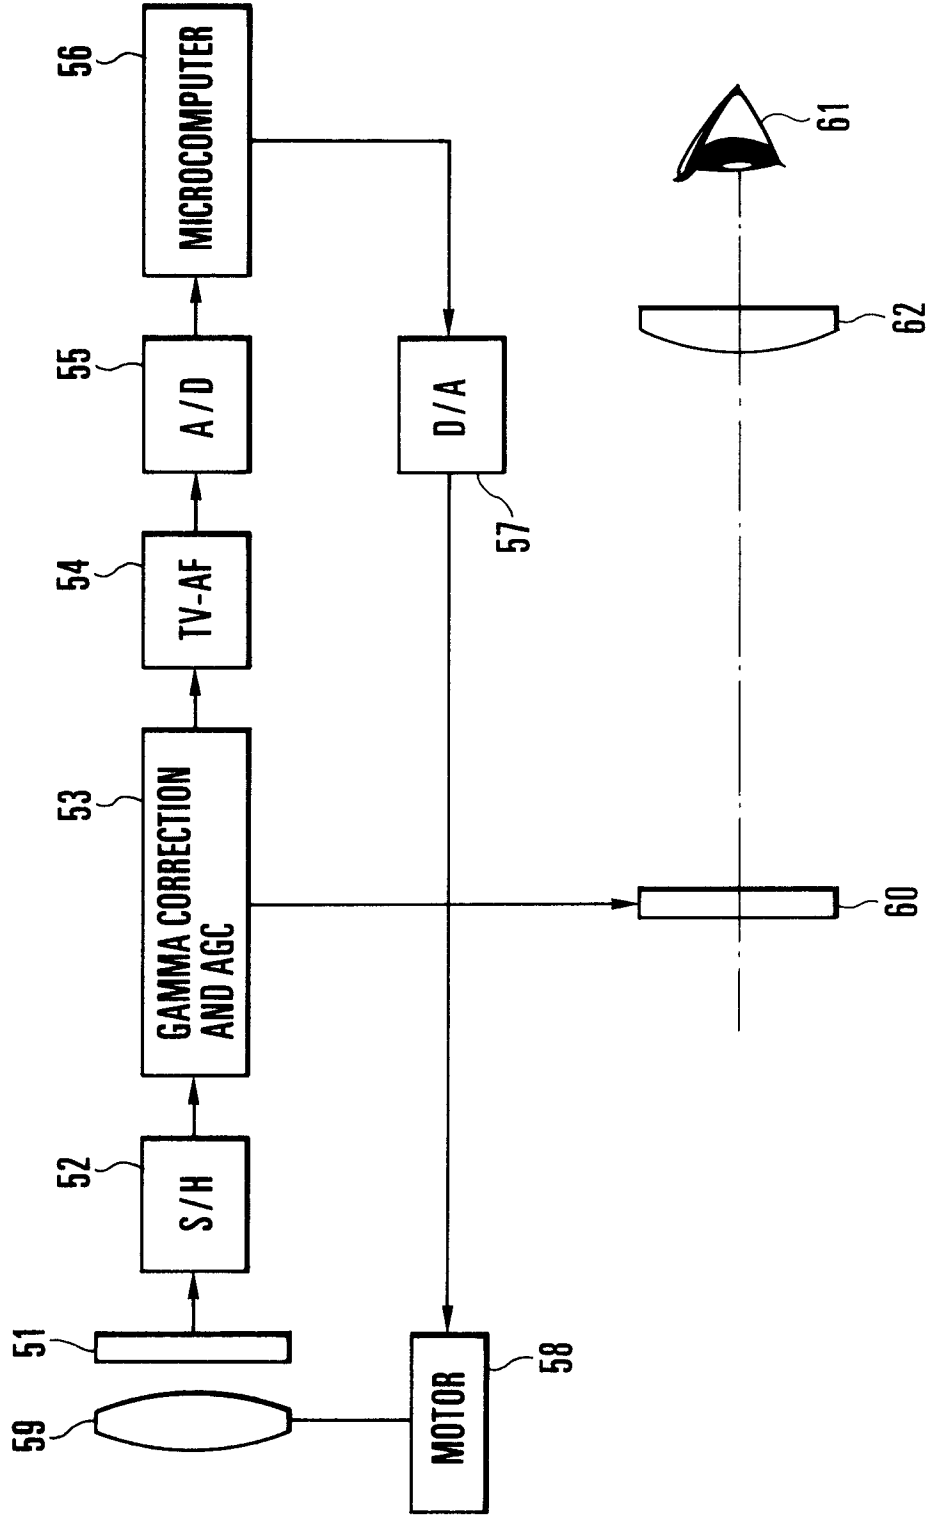 59
51
52
53
54
55
56
S/H
GAMMA CORRECTION
AND AGC
TV-AF
A/D
MICROCOMPUTER
MOTOR
58
D/A
57
60
62
61